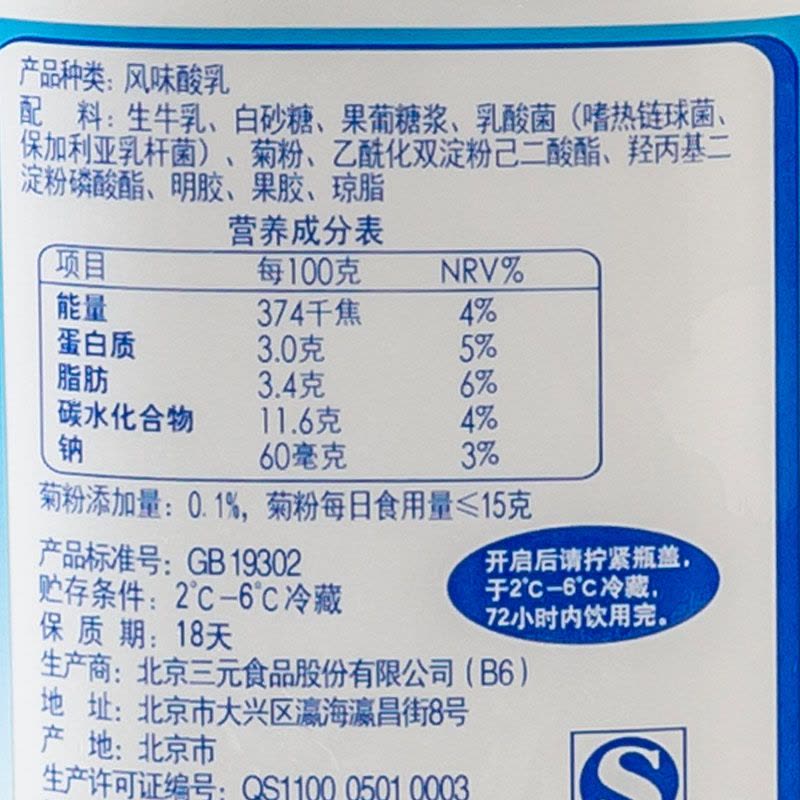 产品种类：风味酸乳
配 料：生牛乳、白砂糖、果葡糖浆、乳酸菌（嗜热链球菌、
保加利亚乳杆菌）、菊粉、乙酰化双淀粉己二酸酯、羟丙基二
淀粉磷酸酯、明胶、果胶、琼脂
营养成分表
项目 每100克 NRV%
能量 374千焦 4%
蛋白质 3.0克 5%
脂肪 3.4克 6%
碳水化合物 11.6克 4%
钠 60毫克 3%
菊粉添加量：0.1%，菊粉每日食用量≤15克
产品标准号：GB 19302
贮存条件：2℃-6℃冷藏
保 质 期：18天
开启后请拧紧瓶盖，
于2℃-6℃冷藏，
72小时内饮用完。
生产商：北京三元食品股份有限公司（B6）
地 址：北京市大兴区瀛海瀛昌街8号
产 地：北京市
生产许可证编号：QS1100 0501 0003